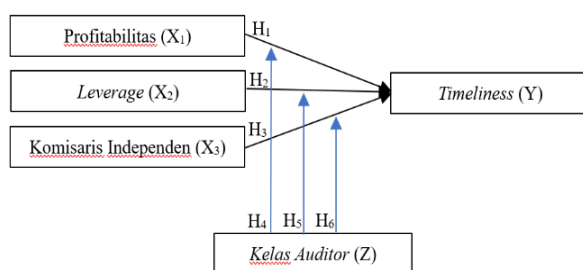 Profitabilitas (X₁)
H₁
Leverage (X₂)
H₂
Timeliness (Y)
Komisaris Independen (X₃)
H₃
H₄ H₅ H₆
Kelas Auditor (Z)